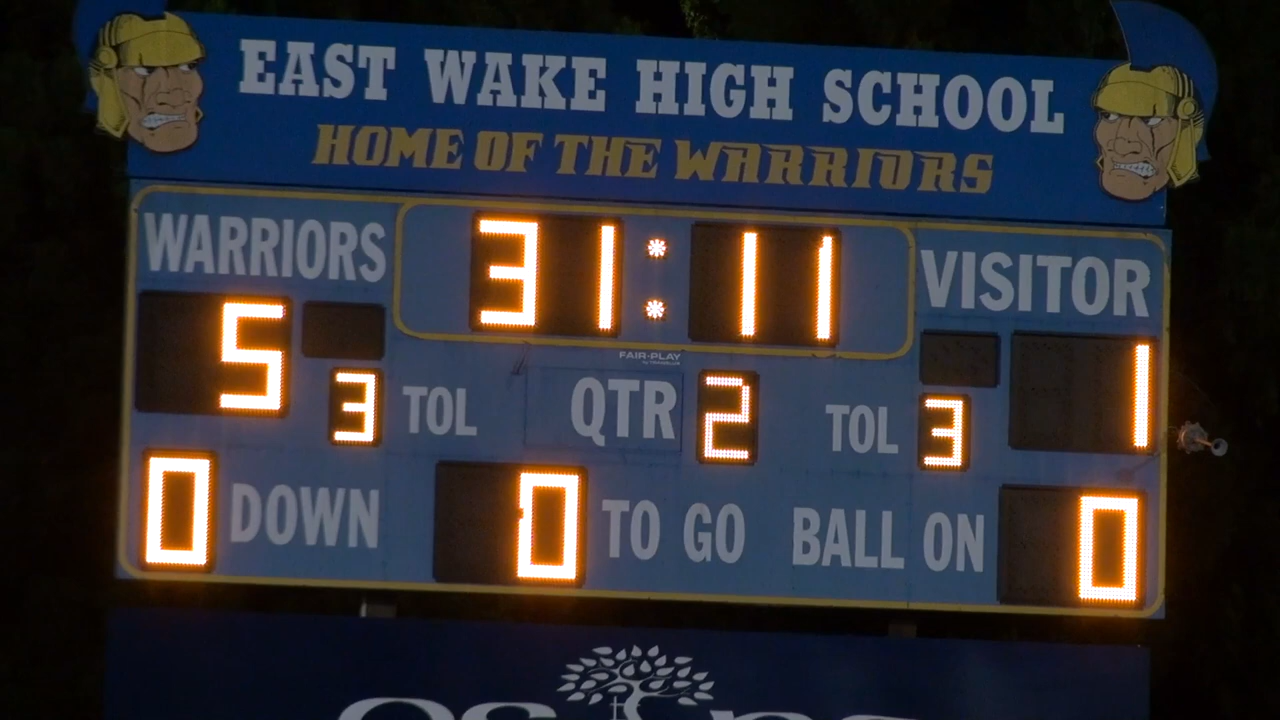 EAST WAKE HIGH SCHOOL
HOME OF THE WARRIORS
WARRIORS 31:11 VISITOR
5 1
FAIR-PLAY
3 TOL QTR 2 TOL 3
0 DOWN 0 TO GO BALL ON 0